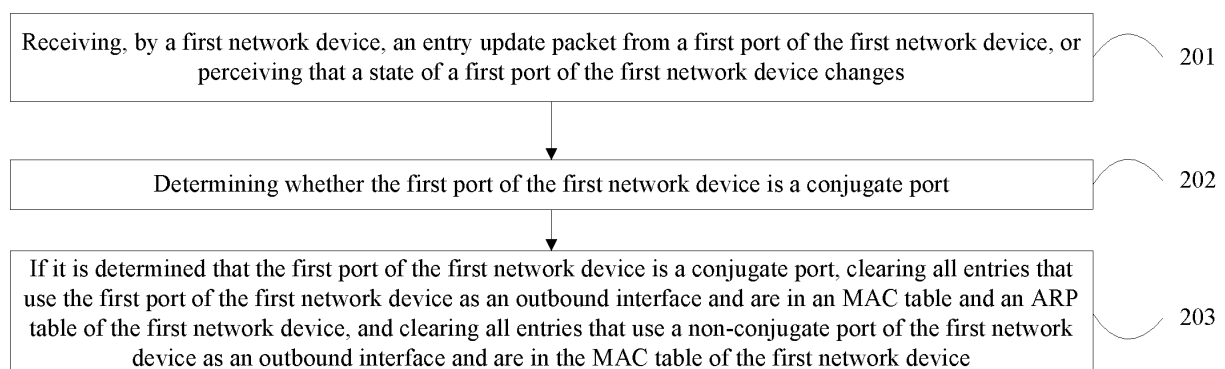 Receiving, by a first network device, an entry update packet from a first port of the first network device, or
perceiving that a state of a first port of the first network device changes
201
Determining whether the first port of the first network device is a conjugate port
202
If it is determined that the first port of the first network device is a conjugate port, clearing all entries that
use the first port of the first network device as an outbound interface and are in an MAC table and an ARP
table of the first network device, and clearing all entries that use a non-conjugate port of the first network
device as an outbound interface and are in the MAC table of the first network device
203